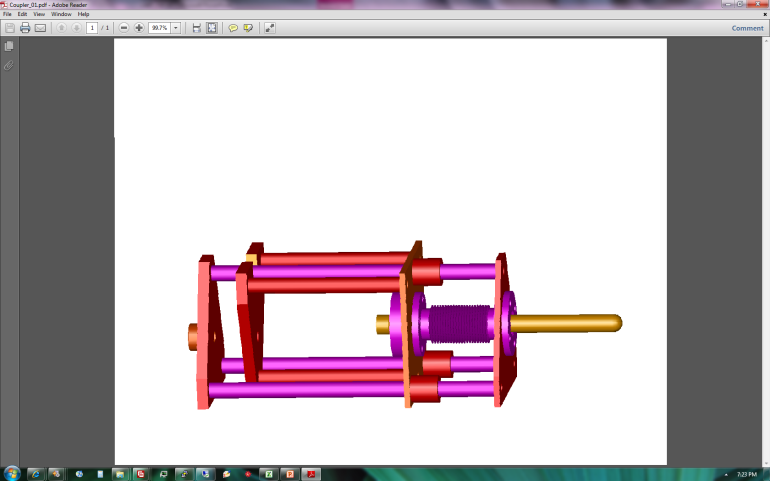 Coupler_01.pdf - Adobe Reader
File Edit View Window Help
1 / 1 99.7% Comment
7:23 PM